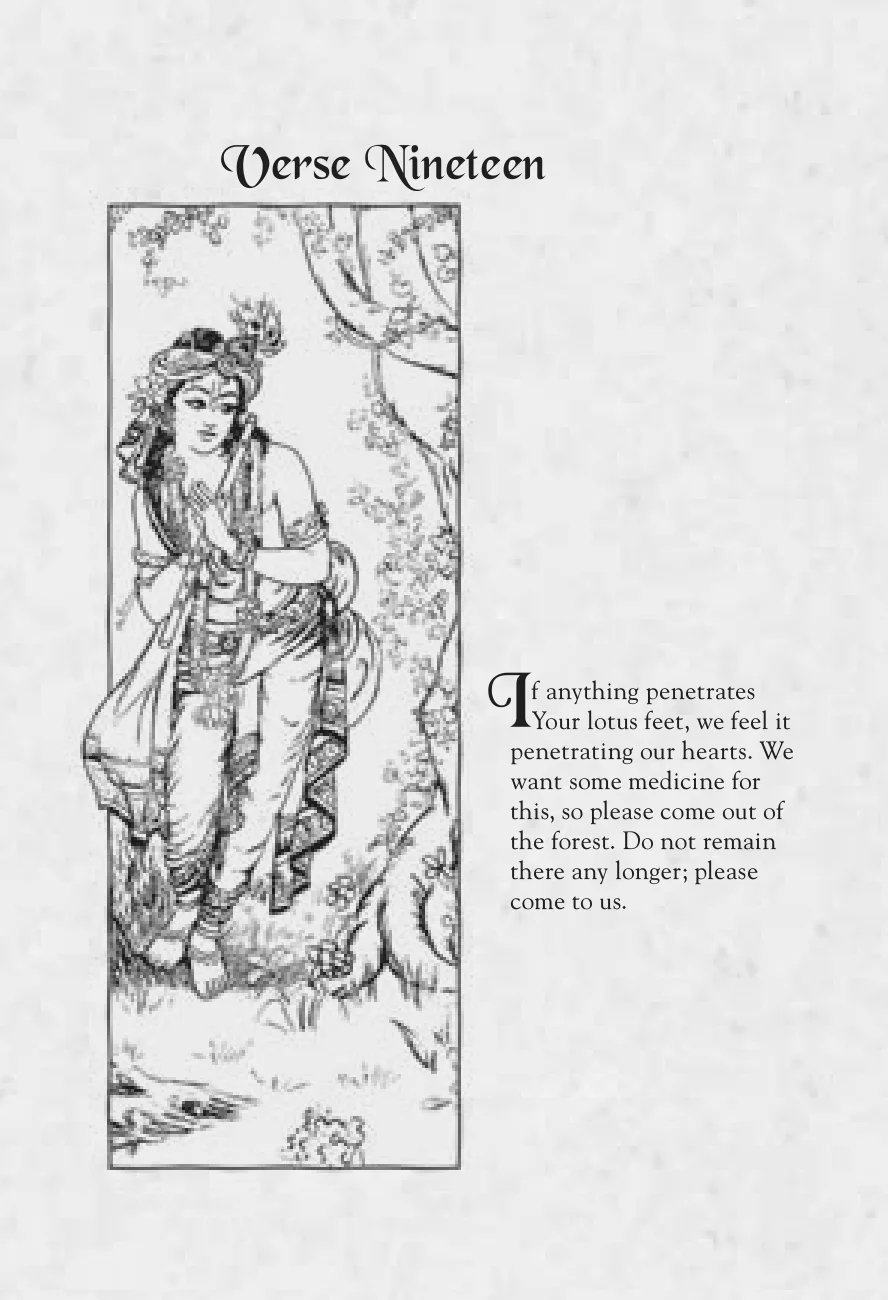 Verse Nineteen
If anything penetrates
Your lotus feet, we feel it
penetrating our hearts. We
want some medicine for
this, so please come out of
the forest. Do not remain
there any longer; please
come to us.